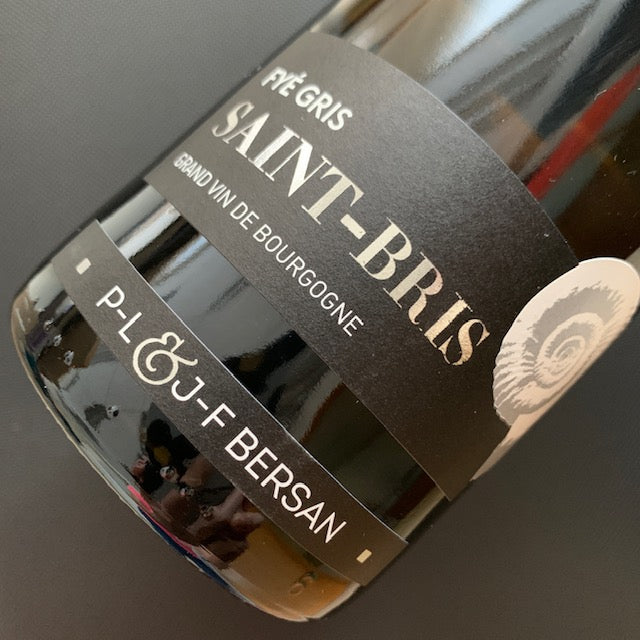 FYÉ GRIS
SAINT-BRIS
GRAND VIN DE BOURGOGNE
P-L & J-F BERSAN